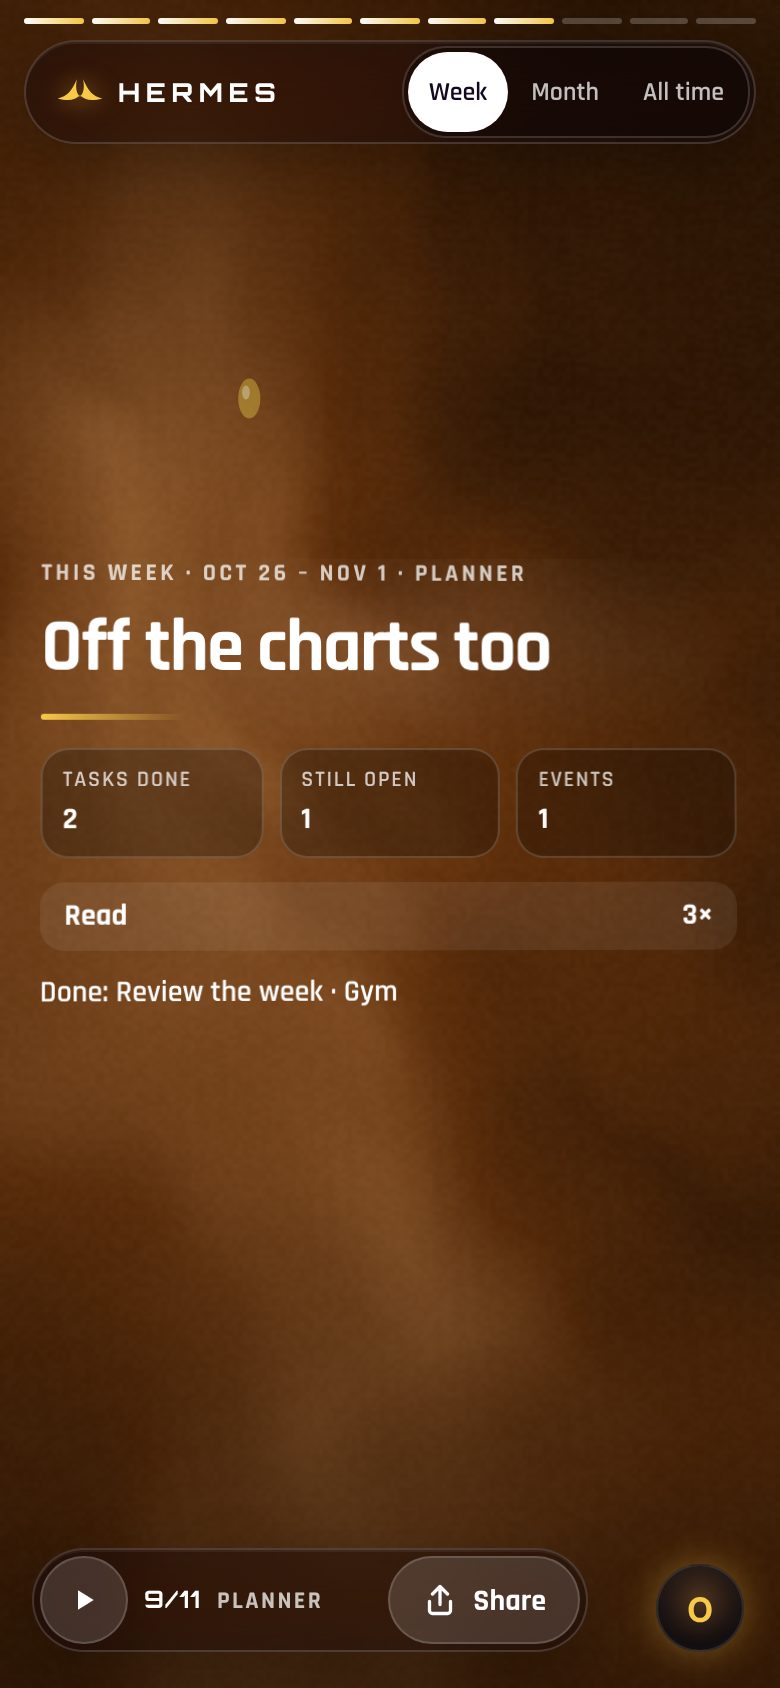 HERMES
Week Month All time
THIS WEEK · OCT 26 – NOV 1 · PLANNER
Off the charts too
TASKS DONE STILL OPEN EVENTS
2 1 1
Read 3×
Done: Review the week · Gym
9/11 PLANNER Share O